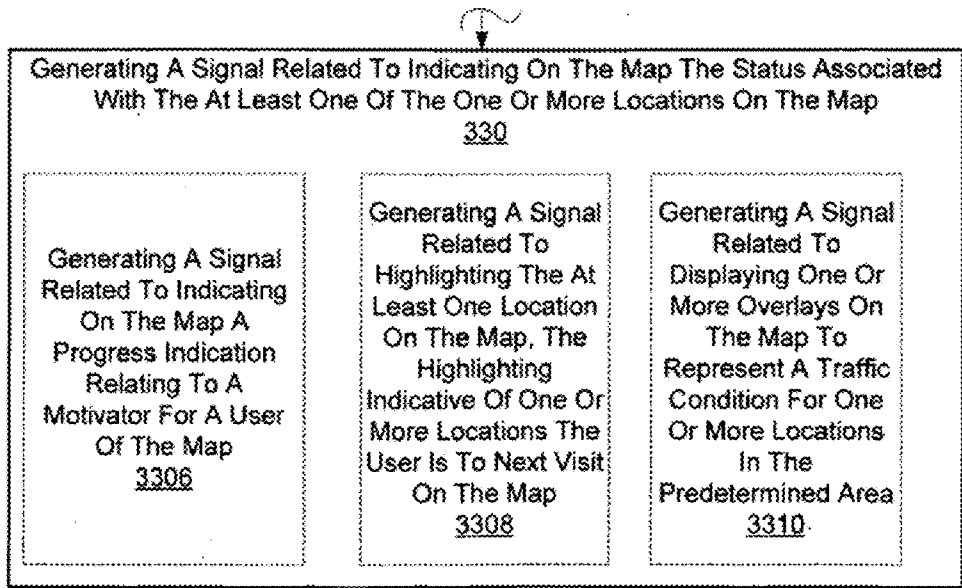 Generating A Signal Related To Indicating On The Map The Status Associated
With The At Least One Of The One Or More Locations On The Map
330
Generating A Signal
Related To Indicating
On The Map A
Progress Indication
Relating To A
Motivator For A User
Of The Map
3306
Generating A Signal
Related To
Highlighting The At
Least One Location
On The Map, The
Highlighting
Indicative Of One Or
More Locations The
User Is To Next Visit
On The Map
3308
Generating A Signal
Related To
Displaying One Or
More Overlays On
The Map To
Represent A Traffic
Condition For One
Or More Locations
In The
Predetermined Area
3310